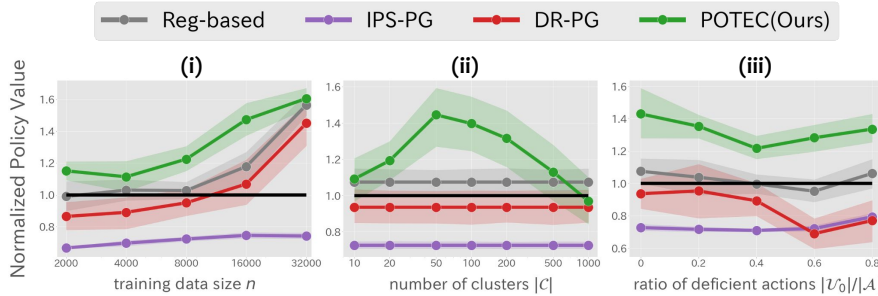 Reg-based IPS-PG DR-PG POTEC(Ours)
Normalized Policy Value
(i)
1.6
1.4
1.2
1.0
0.8
2000 4000 8000 16000 32000
training data size n
(ii)
1.6
1.4
1.2
1.0
0.8
10 20 50 100 200 500 1000
number of clusters |C|
(iii)
1.6
1.4
1.2
1.0
0.8
0.6
0 0.2 0.4 0.6 0.8
ratio of deficient actions |𝒰₀|/|𝒜